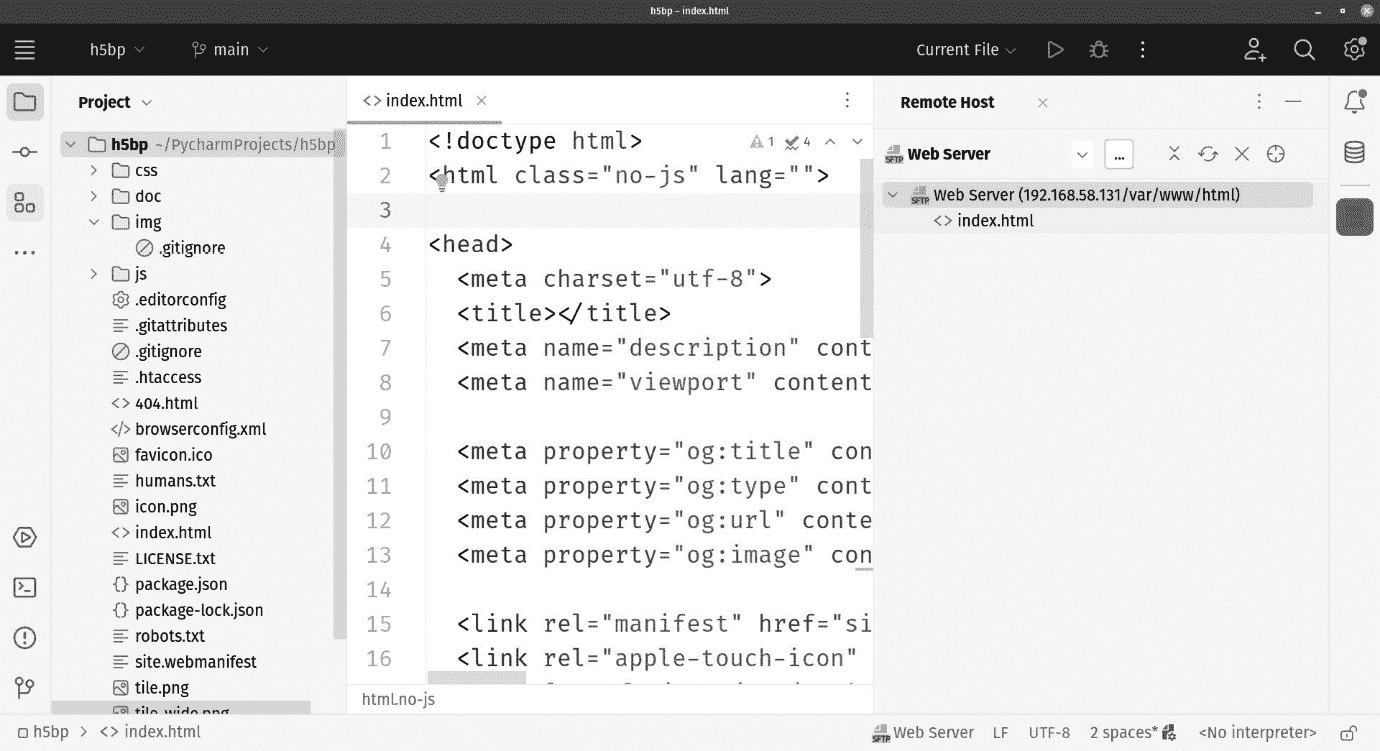 h5bp – index.html
h5bp
main
Current File
Project
h5bp ~/PycharmProjects/h5bp
css
doc
img
.gitignore
js
.editorconfig
.gitattributes
.gitignore
.htaccess
404.html
browserconfig.xml
favicon.ico
humans.txt
icon.png
index.html
LICENSE.txt
package.json
package-lock.json
robots.txt
site.webmanifest
tile.png
tile-wide.png
index.html
1 <!doctype html>
1 4
2 <html class="no-js" lang="">
3
4 <head>
5 <meta charset="utf-8">
6 <title></title>
7 <meta name="description" cont
8 <meta name="viewport" content
9
10 <meta property="og:title" con
11 <meta property="og:type" cont
12 <meta property="og:url" conte
13 <meta property="og:image" con
14
15 <link rel="manifest" href="si
16 <link rel="apple-touch-icon"
html.no-js
Remote Host
SFTP Web Server
...
SFTP Web Server (192.168.58.131/var/www/html)
index.html
h5bp > index.html
SFTP Web Server LF UTF-8 2 spaces* <No interpreter>